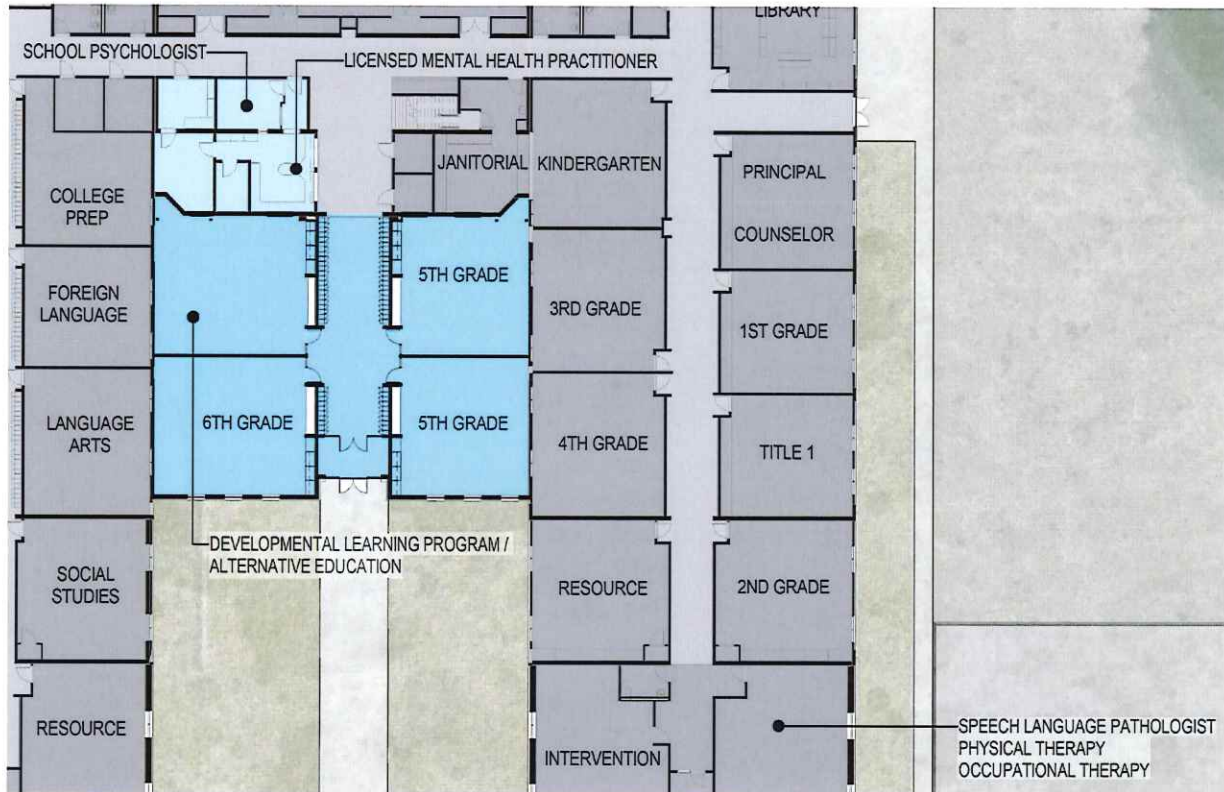 LIBRARY
SCHOOL PSYCHOLOGIST
LICENSED MENTAL HEALTH PRACTITIONER
JANITORIAL
KINDERGARTEN
PRINCIPAL
COUNSELOR
COLLEGE
PREP
5TH GRADE
FOREIGN
LANGUAGE
3RD GRADE
1ST GRADE
6TH GRADE
5TH GRADE
LANGUAGE
ARTS
4TH GRADE
TITLE 1
DEVELOPMENTAL LEARNING PROGRAM /
ALTERNATIVE EDUCATION
SOCIAL
STUDIES
RESOURCE
2ND GRADE
RESOURCE
INTERVENTION
SPEECH LANGUAGE PATHOLOGIST
PHYSICAL THERAPY
OCCUPATIONAL THERAPY